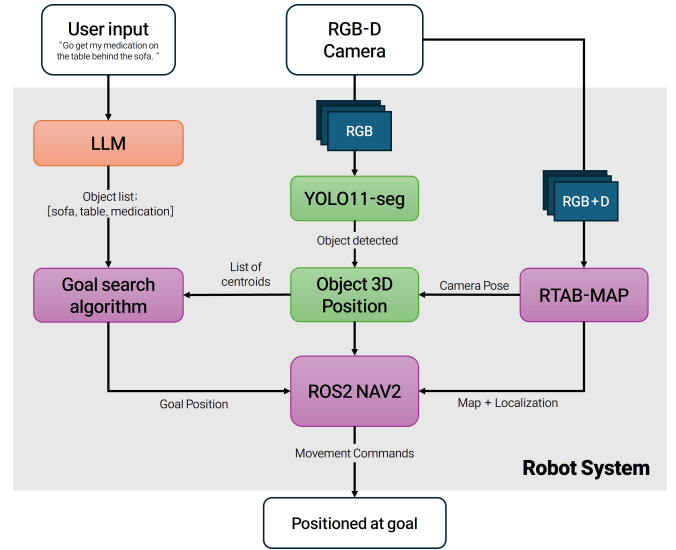 User input
"Go get my medication on
the table behind the sofa. "
RGB-D
Camera
RGB
LLM
YOLO11-seg
RGB+D
Object list:
[sofa, table, medication]
Object detected
List of
centroids
Goal search
algorithm
Object 3D
Position
Camera Pose
RTAB-MAP
ROS2 NAV2
Goal Position
Map + Localization
Movement Commands
Robot System
Positioned at goal